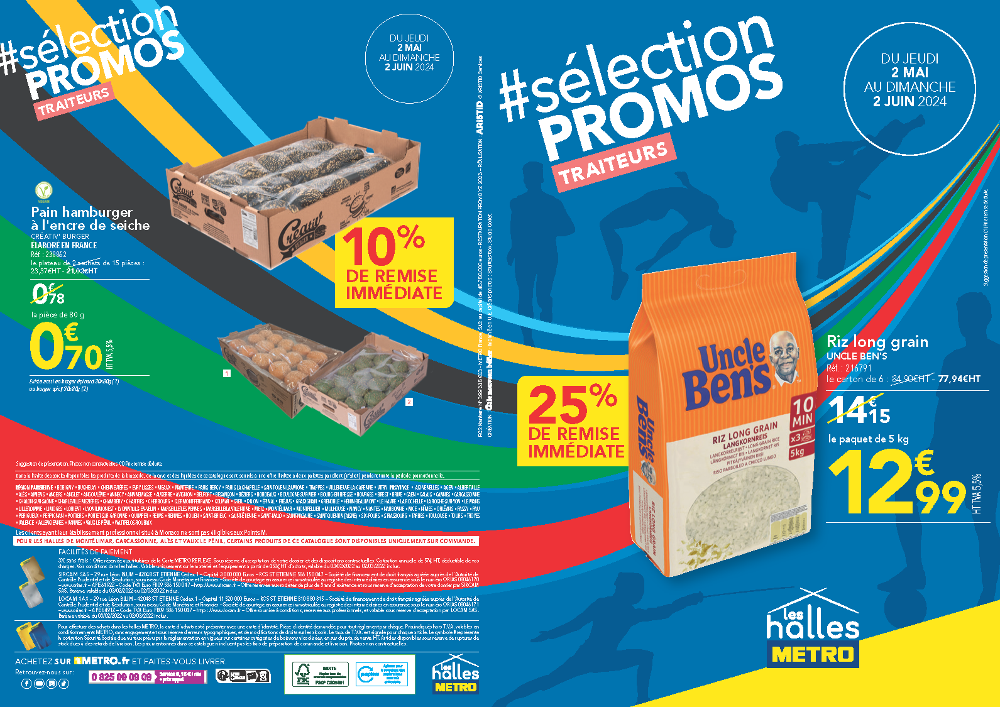 #sélection
PROMOS
TRAITEURS
DU JEUDI
2 MAI
AU DIMANCHE
2 JUIN 2024
VEGAN
Pain hamburger
à l'encre de seiche
CRÉATIV' BURGER
ÉLABORÉ EN FRANCE
Réf. : 238862
le plateau de 2 sachets de 15 pièces :
23,37€HT - 21,03€HT
0€78
la pièce de 80 g
0€70
HT TVA 5,5%
Existe aussi en burger épinard 30x80g (1)
ou burger spicy 30x80g (2)
Créativ
BURGER
10%
DE REMISE
IMMÉDIATE
1
2
Suggestion de présentation. Photos non contractuelles. (1) Prix remise déduite.
Dans la limite des stocks disponibles les produits de la brasserie, de la cave et des liquides de ce catalogue sont soumis à une offre limitée à deux palettes par client (n°siret) pendant toute la période promotionnelle.
RÉGION PARISIENNE • BOBIGNY • BUCHELAY • CHENNEVIÈRES • EVRY-LISSES • MEAUX • NANTERRE • PARIS BERCY • PARIS LA CHAPELLE • SAINT-OUEN-L'AUMONE • TRAPPES • VILLENEUVE-LA-GARENNE • VITRY PROVINCE • AIX-VENELLES • AGEN • ALBERTVILLE
• ALÈS • AMIENS • ANGERS • ANGLET • ANGOULÊME • ANNECY • ANNNEMASSE • AUXERRE • AVIGNON • BELFORT • BESANÇON • BÉZIERS • BORDEAUX • BOULOGNE-SUR-MER • BOURG-EN-BRESSE • BOURGES • BREST • BRIVE • CAEN • CALAIS • CANNES • CARCASSONNE
• CHALON-SUR-SAÔNE • CHARLEVILLE-MEZIÈRES • CHAMBÉRY • CHARTRES • CHERBOURG • CLERMONT-FERRAND • COLMAR • CREIL • DIJON • ÉPINAL • FRÉJUS • GRADIGNAN • GRENOBLE • HÉNIN-BEAUMONT • LE HAVRE • LA ROCHELLE • LA ROCHE-SUR-YON • LE MANS
• LILLE-LOMME • LIMOGES • LORIENT • LYON/LIMONEST • LYON/VAULX-EN-VELIN • MARSEILLE/LES PENNES • MARSEILLE/LA VALENTINE • METZ • MONTÉLIMAR • MONTPELLIER • MULHOUSE • NANCY • NANTES • NARBONNE • NICE • NÎMES • ORLÉANS • PASSY • PAU
• PERIGUEUX • PERPIGNAN • POITIERS • PORTET-SUR-GARONNE • QUIMPER • REIMS • RENNES • ROUEN • SAINT-BRIEUC • SAINT-ÉTIENNE • SAINT-MALO • SAINT-NAZAIRE • SAINT-QUENTIN (AISNE) • SIX-FOURS • STRASBOURG • TARBES • TOULOUSE • TOURS • TROYES
• VALENCE • VALENCIENNES • VANNES • VAUX-LE PÉNIL • WATTRELOS-ROUBAIX
Les clients ayant leur établissement professionnel situé à Monaco ne sont pas éligibles aux Points M.
POUR LES HALLES DE MONTÉLIMAR, CARCASSONNE, ALÈS ET VAUX LE PÉNIL, CERTAINS PRODUITS DE CE CATALOGUE SONT DISPONIBLES UNIQUEMENT SUR COMMANDE.
FACILITÉS DE PAIEMENT
3X sans frais : Offre réservée aux titulaires de la Carte METRO REFLEXE. Sous réserve d'acceptation de votre dossier et des dispositions contractuelles. Cotisation annuelle de 57€ HT, déductible de vos
charges. Voir conditions dans les halles. Valable uniquement sur le matériel et l'équipement à partir de 450€ HT d'achats, valable du 03/02/2022 au 02/03/2022 inclus.
SIRCAM, SAS – 29 rue Léon BLUM – 42048 ST ETIENNE Cedex 1 – Capital 3 000 000 Euros – RCS ST ETIENNE 586 150 047 – Société de financement de droit français agréée auprès de l'Autorité de
Contrôle Prudentiel et de Résolution, soumise au Code Monétaire et Financier – Société de courtage en assurance immatriculée au registre des intermédiaires en assurance sous le numéro ORIAS 08046170
– www.orias.fr – APE 6492Z – Code TVA Euro FR09 586 150 047 – http://www.sircam.fr – Offre réservée aux sociétés de plus de 3 ans d'existence et sous réserve d'acceptation de votre dossier par SIRCAM
SAS. Barème valable du 03/02/2022 au 02/03/2022 inclus.
LOCAM, SAS – 29 rue Léon BLUM – 42048 ST ETIENNE Cedex 1 – Capital 11 520 000 Euros – RCS ST ETIENNE 310 880 315 – Société de financement de droit français agréée auprès de l'Autorité de
Contrôle Prudentiel et de Résolution, soumise au Code Monétaire et Financier – Société de courtage en assurance immatriculée au registre des intermédiaires en assurance sous le numéro ORIAS 08046171
– www.orias.fr – APE 6491Z – Code TVA Euro FR09 586 150 047 – http://www.locam.fr – Offre soumise à conditions, réservée aux professionnels, et valable sous réserve d'acceptation par LOCAM SAS.
Barème valable du 03/02/2022 au 02/03/2022 inclus.
Pour effectuer des achats dans les halles METRO, la carte d'achat est à présenter avec une carte d'identité. Pièce d'identité demandée pour tout règlement par chèque. Prix indiqués hors T.V.A. valables en
conditionnements METRO, sans engagement sous réserve d'erreurs typographiques, et de modifications de droits sur les alcools. Les taux de T.V.A. est signalé pour chaque article. Le symbole # représente
la cotisation Sécurité Sociale due au taux prévu par la réglementation en vigueur sur certaines catégories de boissons alcoolisées, en sus du prix de vente HT. Articles disponibles sous réserve de ruptures de
stock dues à des retards de livraison. Les prix mentionnés dans ce catalogue n'incluent pas les frais de préparation de commande et livraison. Photos non contractuelles.
ACHETEZ SUR METRO.fr ET FAITES-VOUS LIVRER.
Retrouvez-nous sur :
0 825 09 09 09
Service 0,15 € / min
+ prix appel
FSC
MIXTE
les
halles
METRO
RCS Nanterre N° 399 315 613 - METRO France, SAS au capital de 45.750.000 euros - RESTAURATION PROMO YZ 2023 – RÉALISATION : ARISTID © ARISTID Services
CRÉTION : - Imprimé en U.E. Crédits photos : Shutterstock, Studio Collet.
#sélection
PROMOS
TRAITEURS
DU JEUDI
2 MAI
AU DIMANCHE
2 JUIN 2024
Suggestion de présentation. (1) Prix remise déduite.
25%
DE REMISE
IMMÉDIATE
Uncle
Ben's
10
MIN
x3
5kg
RIZ LONG GRAIN
LANGKORNREIS
LANGKORRELRIJST • LONG GRAIN RICE
LANGKORNIGT RIS • LANGKORNET RIS
PITKÄJYVÄINEN RIISI
RISO PARBOILED A CHICCO LUNGO
Uncle
Ben's
RIZ LONG GRAIN
Riz long grain
UNCLE BEN'S
Réf. : 216791
le carton de 6 : 84,90€HT - 77,94€HT
14€15
le paquet de 5 kg
12€99
HT TVA 5,5%
les
halles
METRO